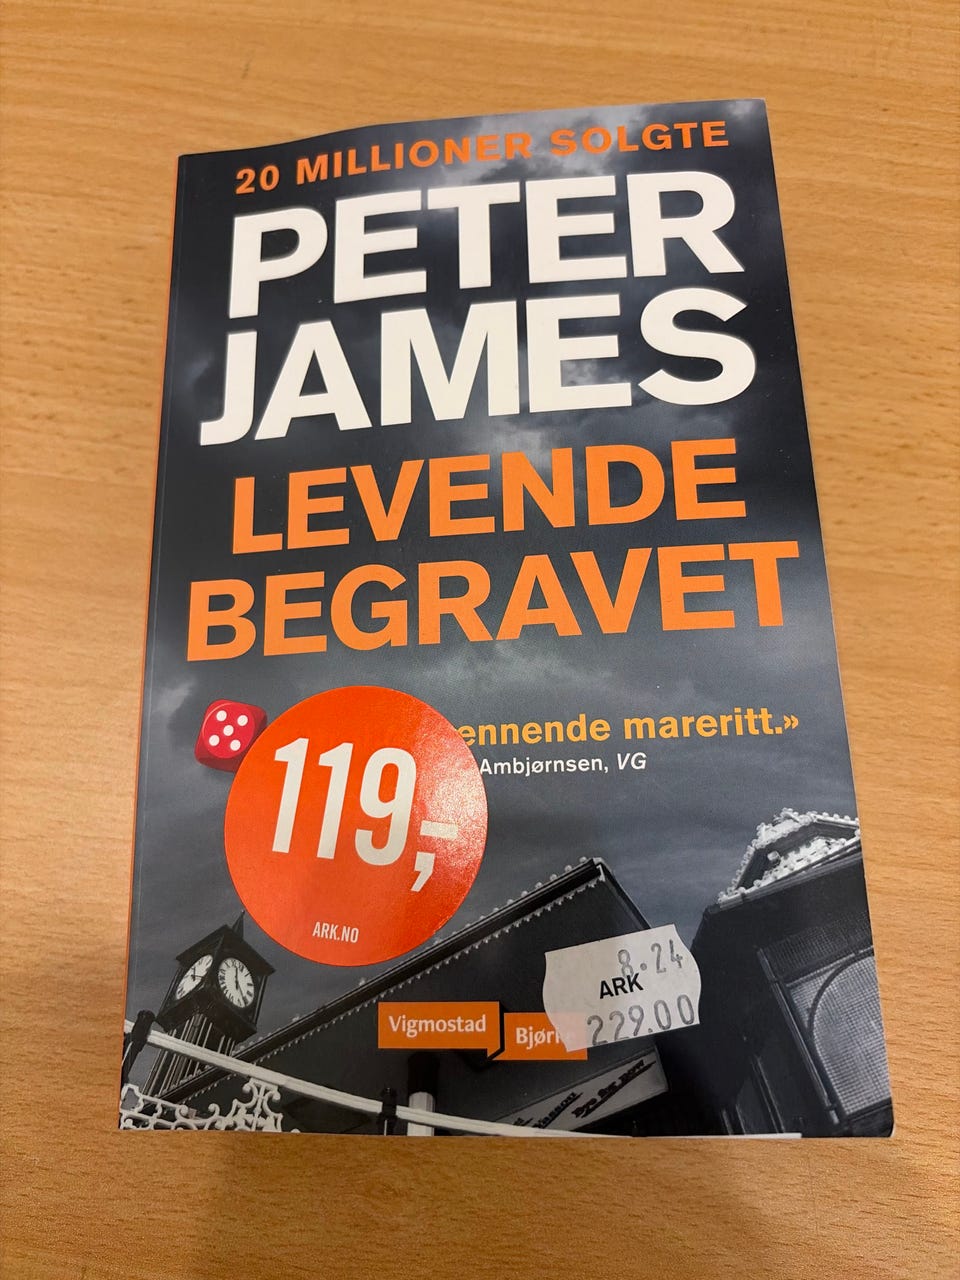 20 MILLIONER SOLGTE
PETER
JAMES
LEVENDE
BEGRAVET
ennende mareritt.»
Ambjørnsen, VG
119,-
ARK.NO
8.24
ARK
229.00
Vigmostad
Bjørke